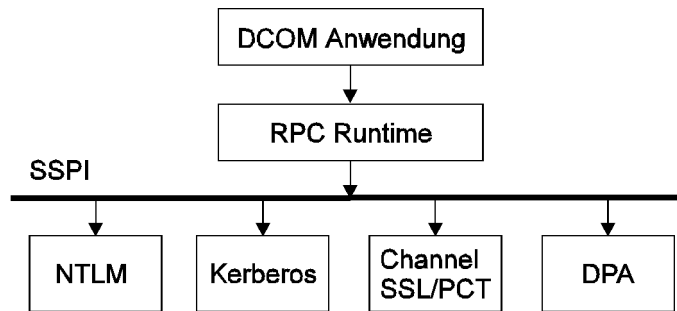 DCOM Anwendung
RPC Runtime
SSPI
NTLM
Kerberos
Channel
SSL/PCT
DPA